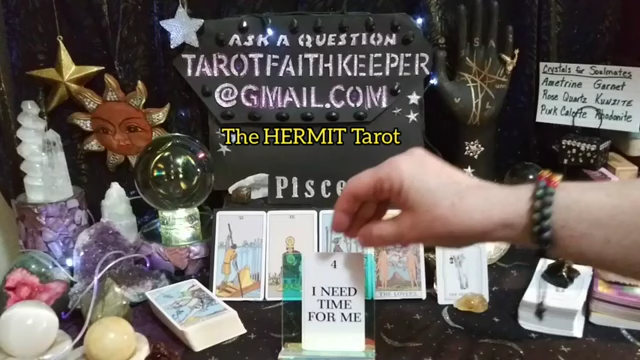 ASK A QUESTION
TAROTFAITHKEEPER
@GMAIL.COM
The HERMIT Tarot
Pisce
Crystals for Soulmates
Ametrine Garnet
Rose Quartz Kunzite
Pink Calcite Rhodonite
4
I NEED
TIME
FOR ME
THE LOVERS